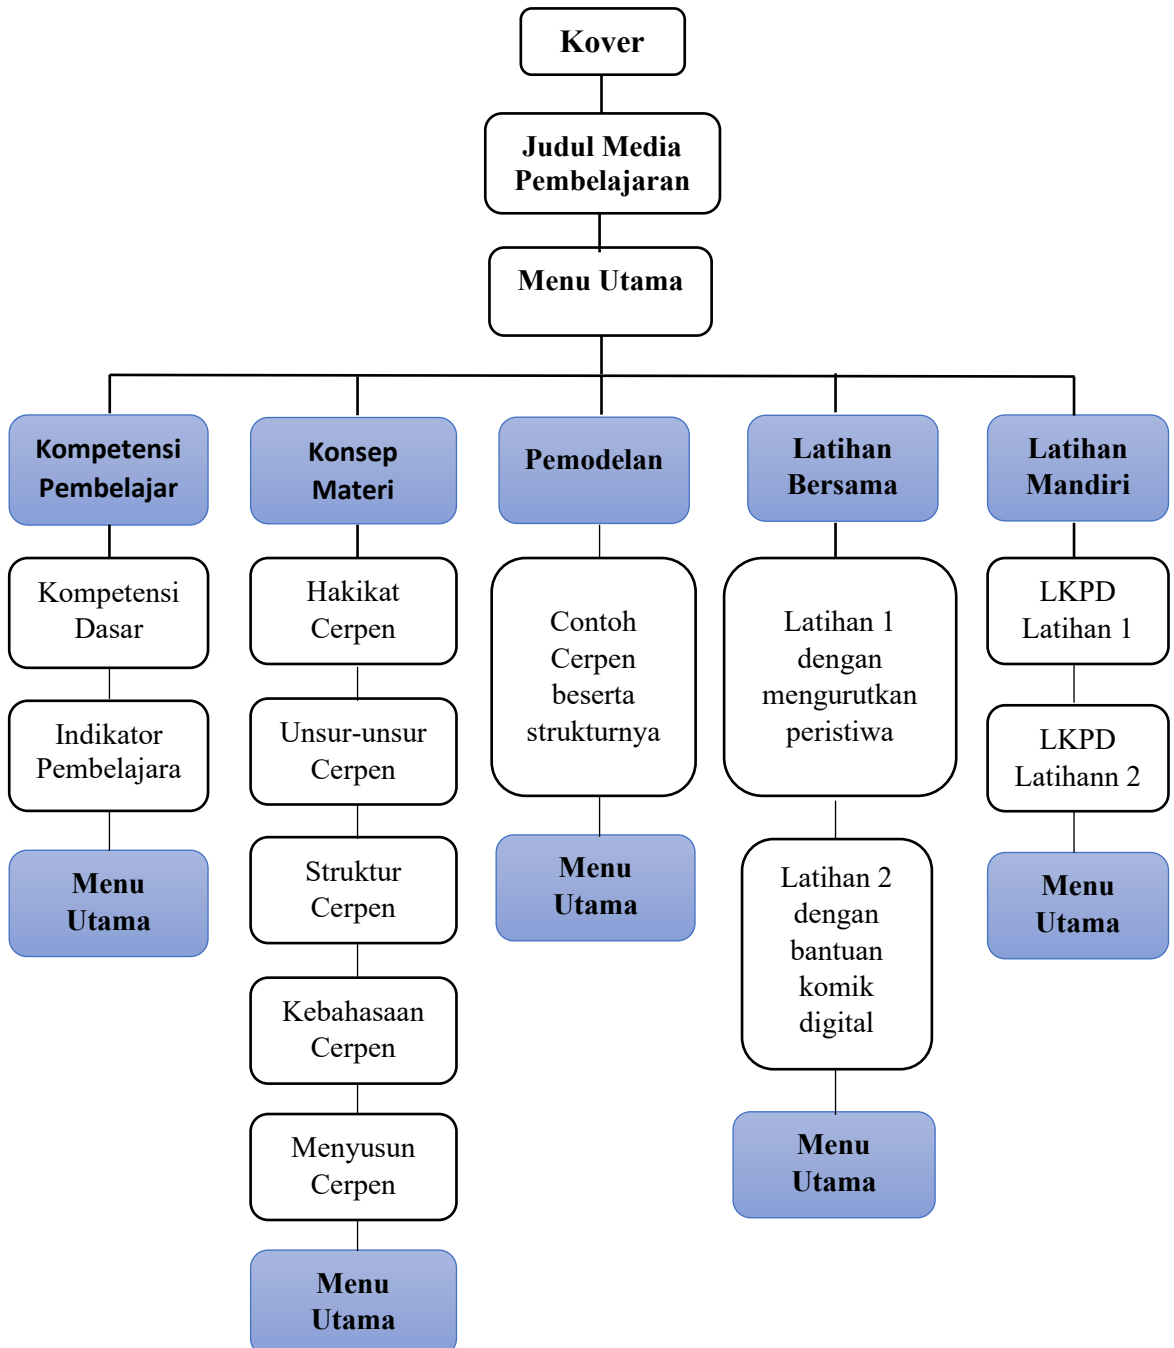 Kover
Judul Media
Pembelajaran
Menu Utama
Kompetensi
Pembelajar
Kompetensi
Dasar
Indikator
Pembelajara
Menu
Utama
Konsep
Materi
Hakikat
Cerpen
Unsur-unsur
Cerpen
Struktur
Cerpen
Kebahasaan
Cerpen
Menyusun
Cerpen
Menu
Utama
Pemodelan
Contoh
Cerpen
beserta
strukturnya
Menu
Utama
Latihan
Bersama
Latihan 1
dengan
mengurutkan
peristiwa
Latihan 2
dengan
bantuan
komik
digital
Menu
Utama
Latihan
Mandiri
LKPD
Latihan 1
LKPD
Latihann 2
Menu
Utama